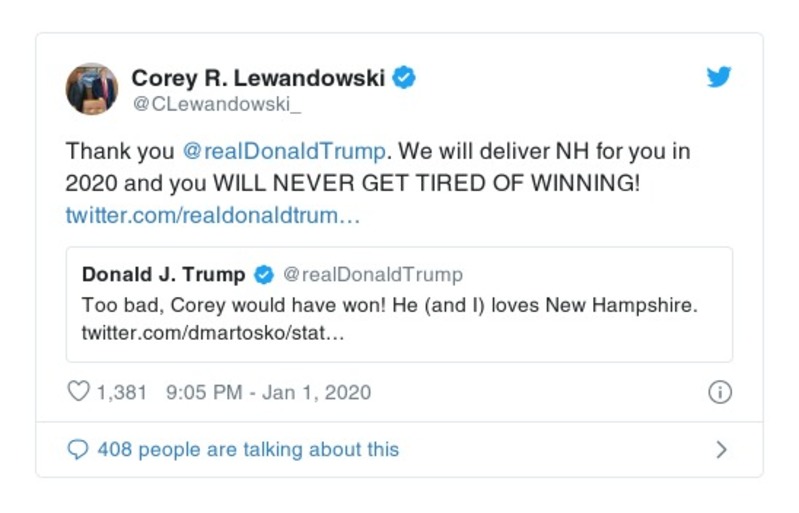 Corey R. Lewandowski
@CLewandowski_
Thank you @realDonaldTrump. We will deliver NH for you in
2020 and you WILL NEVER GET TIRED OF WINNING!
twitter.com/realdonaldtrum…
Donald J. Trump @realDonaldTrump
Too bad, Corey would have won! He (and I) loves New Hampshire.
twitter.com/dmartosko/stat…
1,381 9:05 PM - Jan 1, 2020
408 people are talking about this